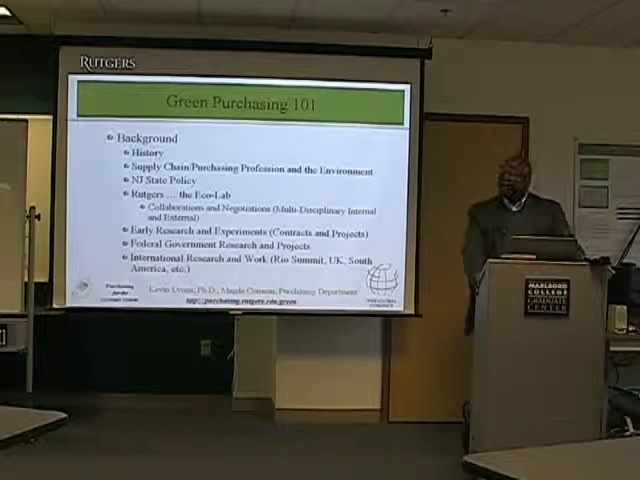 RUTGERS
Green Purchasing 101
Background
History
Supply Chain/Purchasing Profession and the Environment
NJ State Policy
Rutgers … the Eco-Lab
Collaborations and Negotiations (Multi-Disciplinary Internal
and External)
Early Research and Experiments (Contracts and Projects)
Federal Government Research and Projects
International Research and Work (Rio Summit, UK, South
America, etc.)
Kevin Lyons, Ph.D., Purchasing Department
http://purchasing.rutgers.edu/green
Purchasing
for the
MARLBORO
COLLEGE
GRADUATE
CENTER